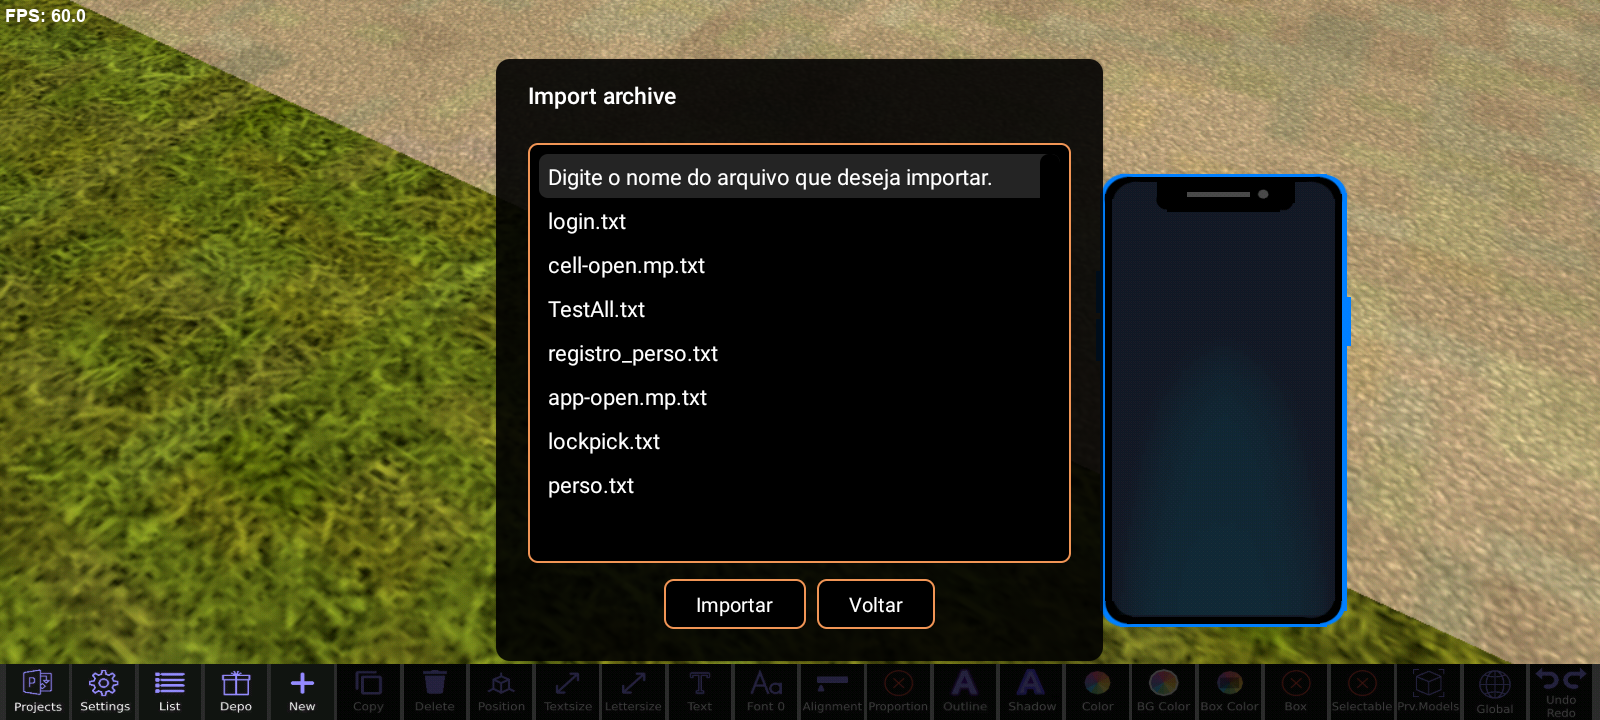 FPS: 60.0
Import archive
Digite o nome do arquivo que deseja importar.
login.txt
cell-open.mp.txt
TestAll.txt
registro_perso.txt
app-open.mp.txt
lockpick.txt
perso.txt
Importar Voltar
Projects Settings List Depo New Copy Delete Position Textsize Lettersize Text Font 0 Alignment Proportion Outline Shadow Color BG Color Box Color Box Selectable Prv.Models Global Undo Redo